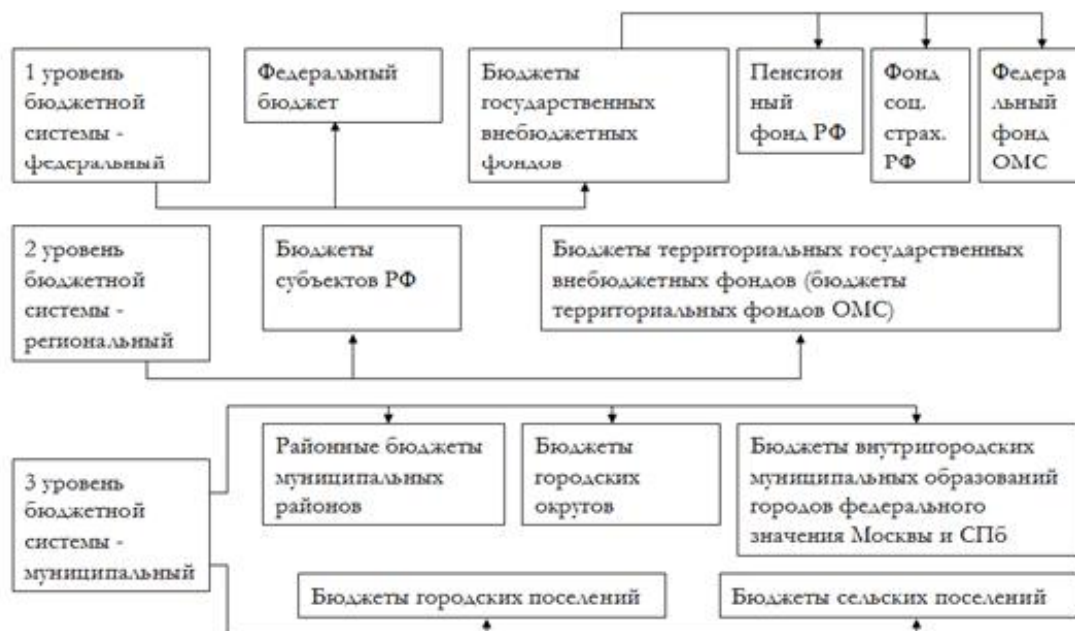 1 уровень
бюджетной
системы -
федеральный
Федеральный
бюджет
Бюджеты
государственных
внебюджетных
фондов
Пенсион
ный
фонд РФ
Фонд
соц.
страх.
РФ
Федера
льный
фонд
ОМС
2 уровень
бюджетной
системы -
региональный
Бюджеты
субъектов РФ
Бюджеты территориальных государственных
внебюджетных фондов (бюджеты
территориальных фондов ОМС)
3 уровень
бюджетной
системы -
муниципальный
Районные бюджеты
муниципальных
районов
Бюджеты
городских
округов
Бюджеты внутригородских
муниципальных образований
городов федерального
значения Москвы и СПб
Бюджеты городских поселений
Бюджеты сельских поселений